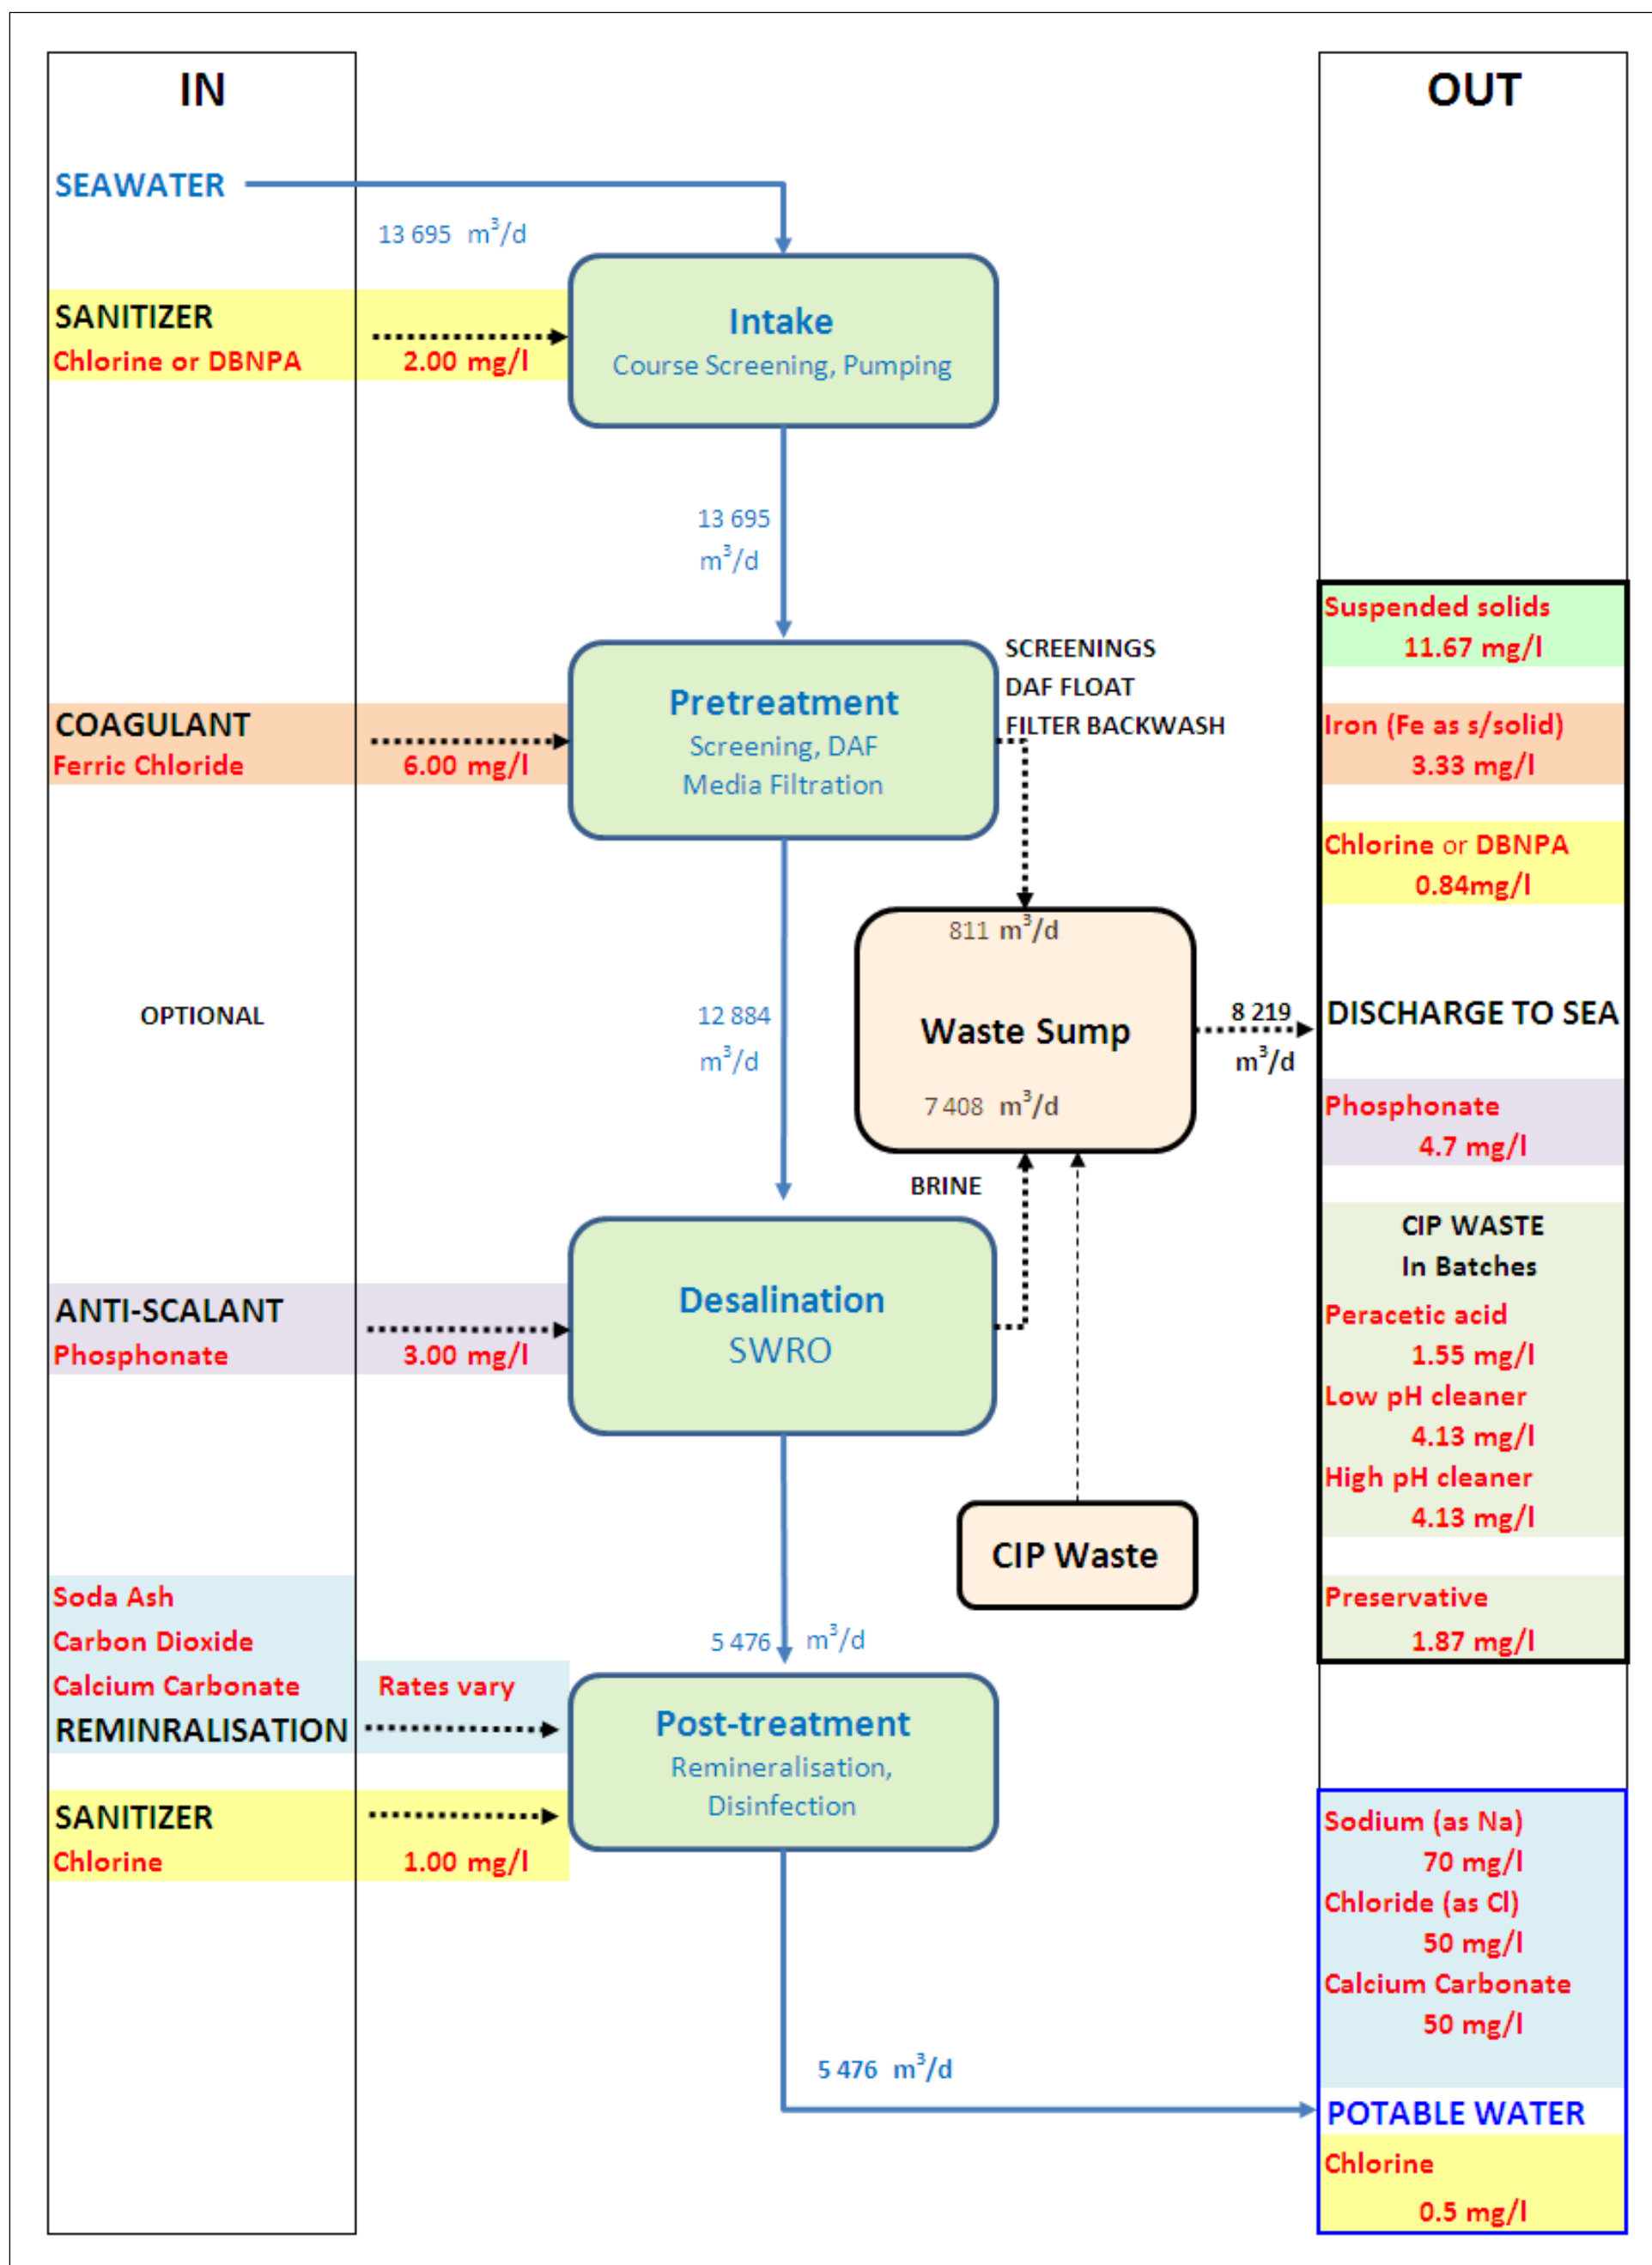 IN
OUT
SEAWATER
13 695 m³/d
SANITIZER
Chlorine or DBNPA
2.00 mg/l
Intake
Course Screening, Pumping
13 695
m³/d
Suspended solids
11.67 mg/l
COAGULANT
Ferric Chloride
6.00 mg/l
Pretreatment
Screening, DAF
Media Filtration
SCREENINGS
DAF FLOAT
FILTER BACKWASH
Iron (Fe as s/solid)
3.33 mg/l
Chlorine or DBNPA
0.84mg/l
OPTIONAL
12 884
m³/d
811 m³/d
Waste Sump
7 408 m³/d
8 219
m³/d
DISCHARGE TO SEA
Phosphonate
4.7 mg/l
BRINE
ANTI-SCALANT
Phosphonate
3.00 mg/l
Desalination
SWRO
CIP WASTE
In Batches
Peracetic acid
1.55 mg/l
Low pH cleaner
4.13 mg/l
High pH cleaner
4.13 mg/l
CIP Waste
Preservative
1.87 mg/l
5 476 m³/d
Soda Ash
Carbon Dioxide
Calcium Carbonate
Rates vary
REMINRALISATION
Post-treatment
Remineralisation,
Disinfection
SANITIZER
Chlorine
1.00 mg/l
Sodium (as Na)
70 mg/l
Chloride (as Cl)
50 mg/l
Calcium Carbonate
50 mg/l
5 476 m³/d
POTABLE WATER
Chlorine
0.5 mg/l